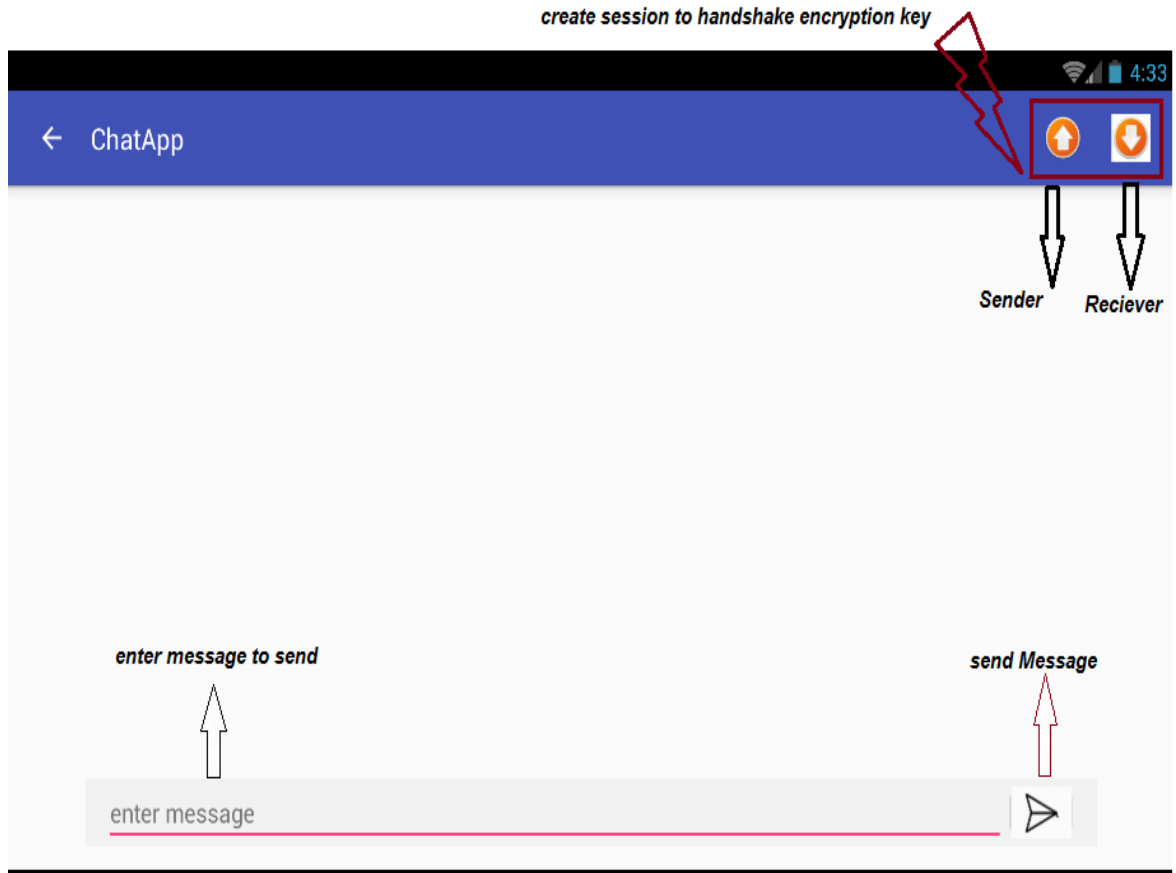 create session to handshake encryption key
4:33
ChatApp
Sender
Reciever
enter message to send
send Message
enter message